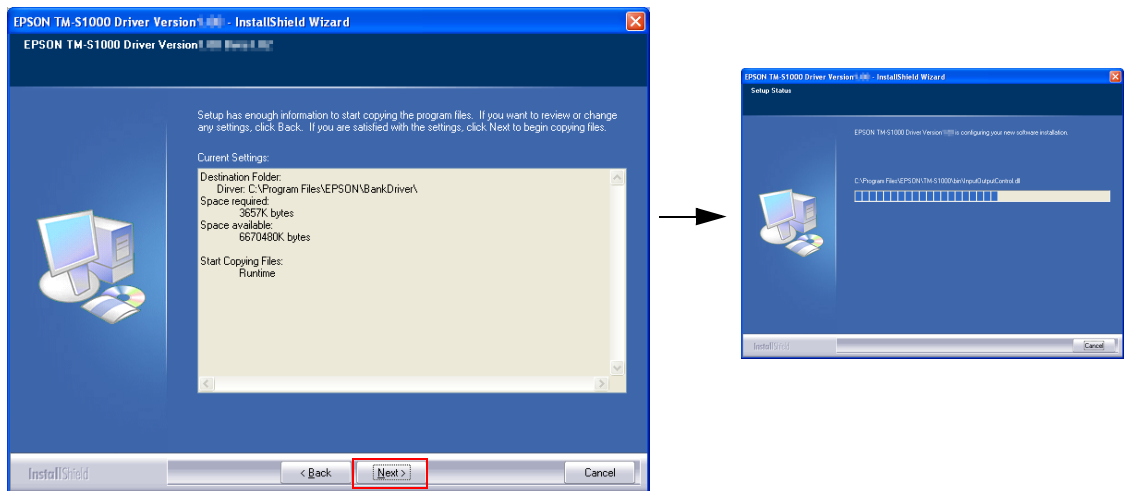 EPSON TM-S1000 Driver Version - InstallShield Wizard
EPSON TM-S1000 Driver Version
Setup has enough information to start copying the program files. If you want to review or change
any settings, click Back. If you are satisfied with the settings, click Next to begin copying files.
Current Settings:
Destination Folder:
Dirver: C:\Program Files\EPSON\BankDriver\
Space required:
3657K bytes
Space available:
6670480K bytes
Start Copying Files:
Runtime
InstallShield
< Back
Next >
Cancel
EPSON TM-S1000 Driver Version - InstallShield Wizard
Setup Status
EPSON TM-S1000 Driver Version is configuring your new software installation.
C:\Program Files\EPSON\TM-S1000\bin\InputOutputControl.dll
InstallShield
Cancel